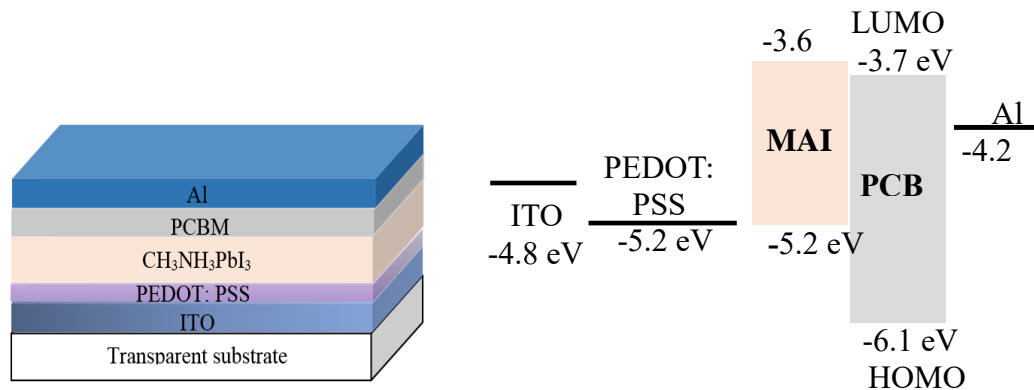 Al
PCBM
CH₃NH₃PbI₃
PEDOT: PSS
ITO
Transparent substrate
ITO
-4.8 eV
PEDOT:
PSS
-5.2 eV
-3.6
MAI
-5.2 eV
LUMO
-3.7 eV
PCB
-6.1 eV
HOMO
Al
-4.2